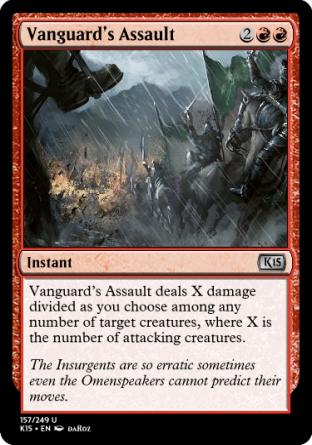 Vanguard's Assault 2
Instant K15
Vanguard's Assault deals X damage
divided as you choose among any
number of target creatures, where X is
the number of attacking creatures.
The Insurgents are so erratic sometimes
even the Omenspeakers cannot predict their
moves.
157/249 U
K15 • EN DAROZ